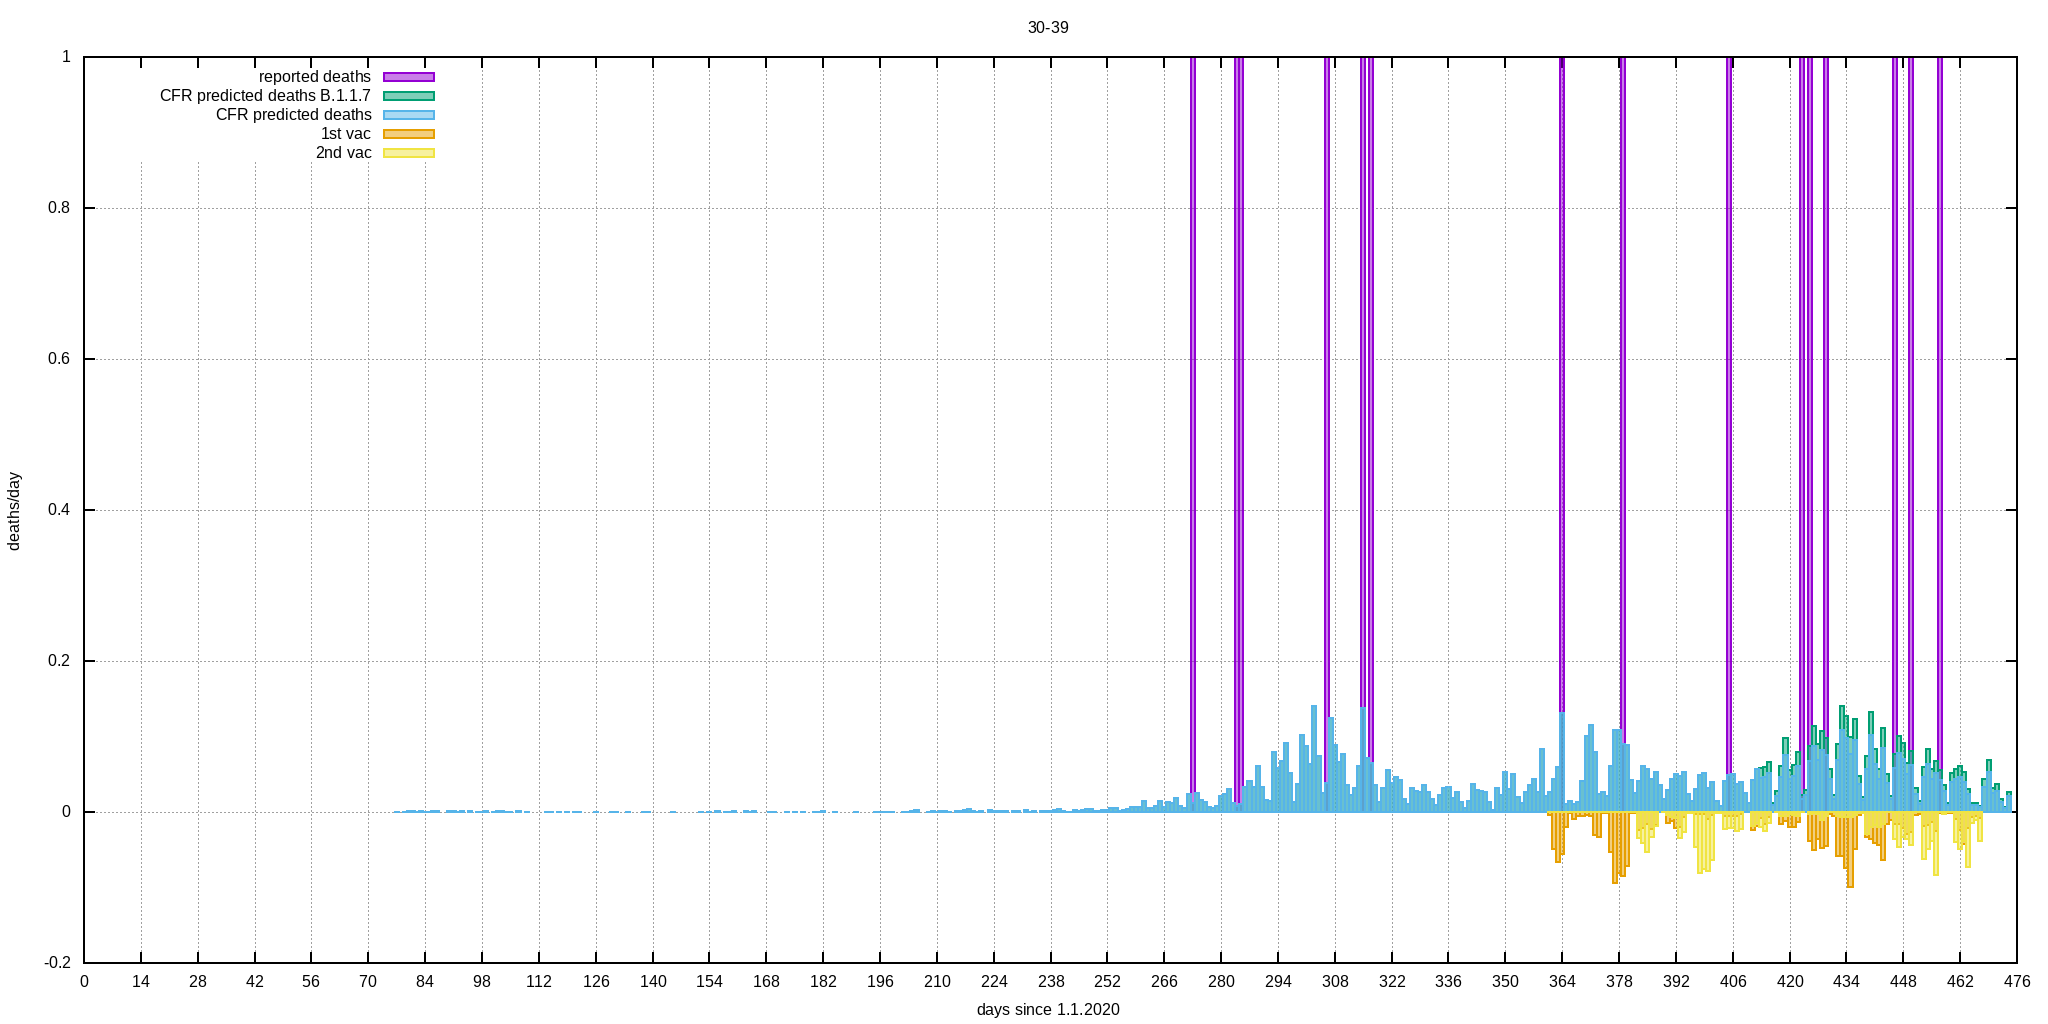 30-39
reported deaths
CFR predicted deaths B.1.1.7
CFR predicted deaths
1st vac
2nd vac
1
0.8
0.6
0.4
0.2
0
-0.2
deaths/day
0 14 28 42 56 70 84 98 112 126 140 154 168 182 196 210 224 238 252 266 280 294 308 322 336 350 364 378 392 406 420 434 448 462 476
days since 1.1.2020